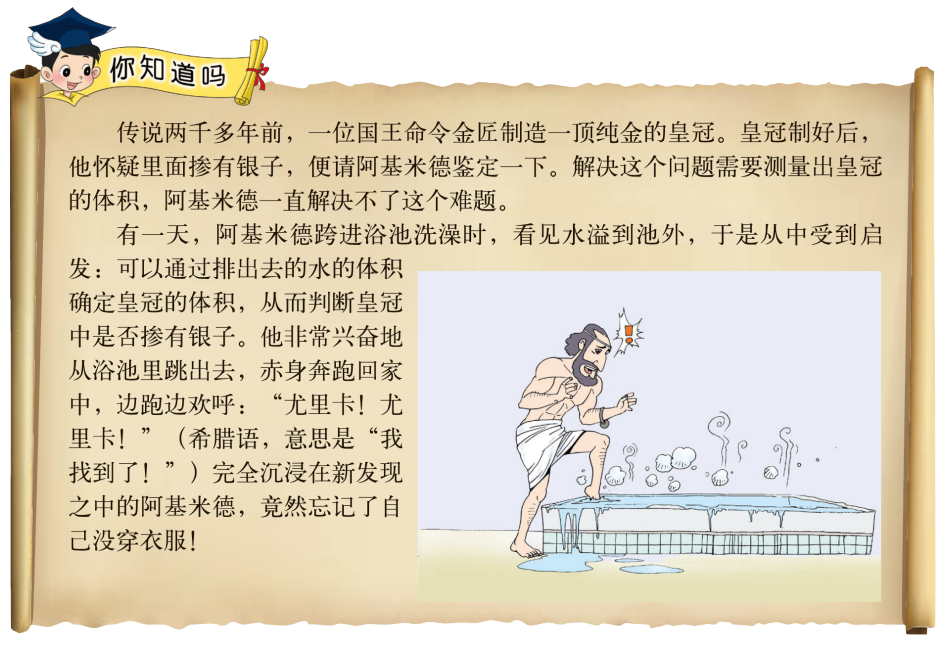 你知道吗
传说两千多年前，一位国王命令金匠制造一顶纯金的皇冠。皇冠制好后，
他怀疑里面掺有银子，便请阿基米德鉴定一下。解决这个问题需要测量出皇冠
的体积，阿基米德一直解决不了这个难题。
有一天，阿基米德跨进浴池洗澡时，看见水溢到池外，于是从中受到启
发：可以通过排出去的水的体积
确定皇冠的体积，从而判断皇冠
中是否掺有银子。他非常兴奋地
从浴池里跳出去，赤身奔跑回家
中，边跑边欢呼：“尤里卡！尤
里卡！”（希腊语，意思是“我
找到了！”）完全沉浸在新发现
之中的阿基米德，竟然忘记了自
己没穿衣服！